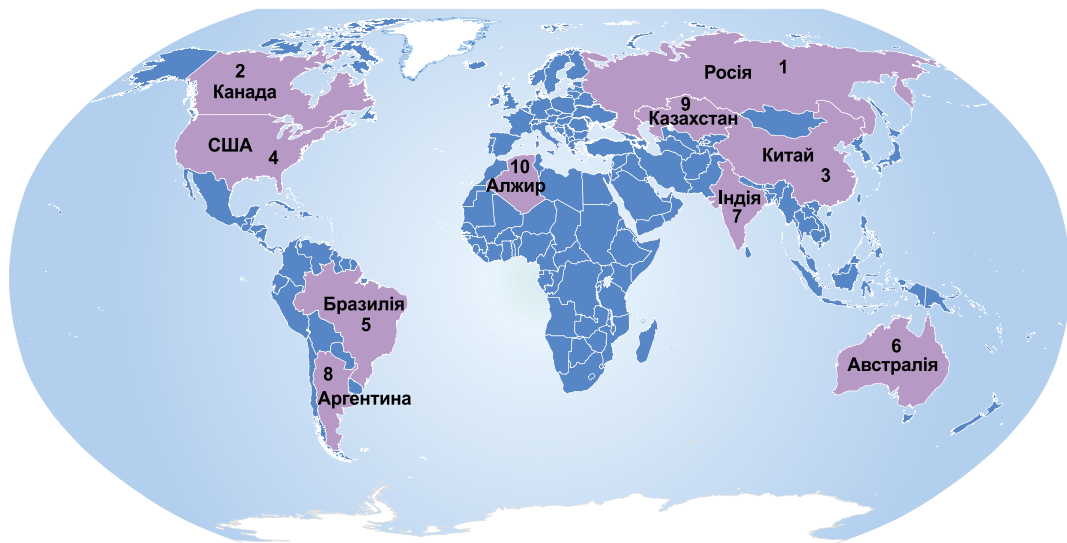 2
Канада
США
4
Росія 1
9
Казахстан
Китай
3
10
Алжир
Індія
7
Бразилія
5
8
Аргентина
6
Австралія